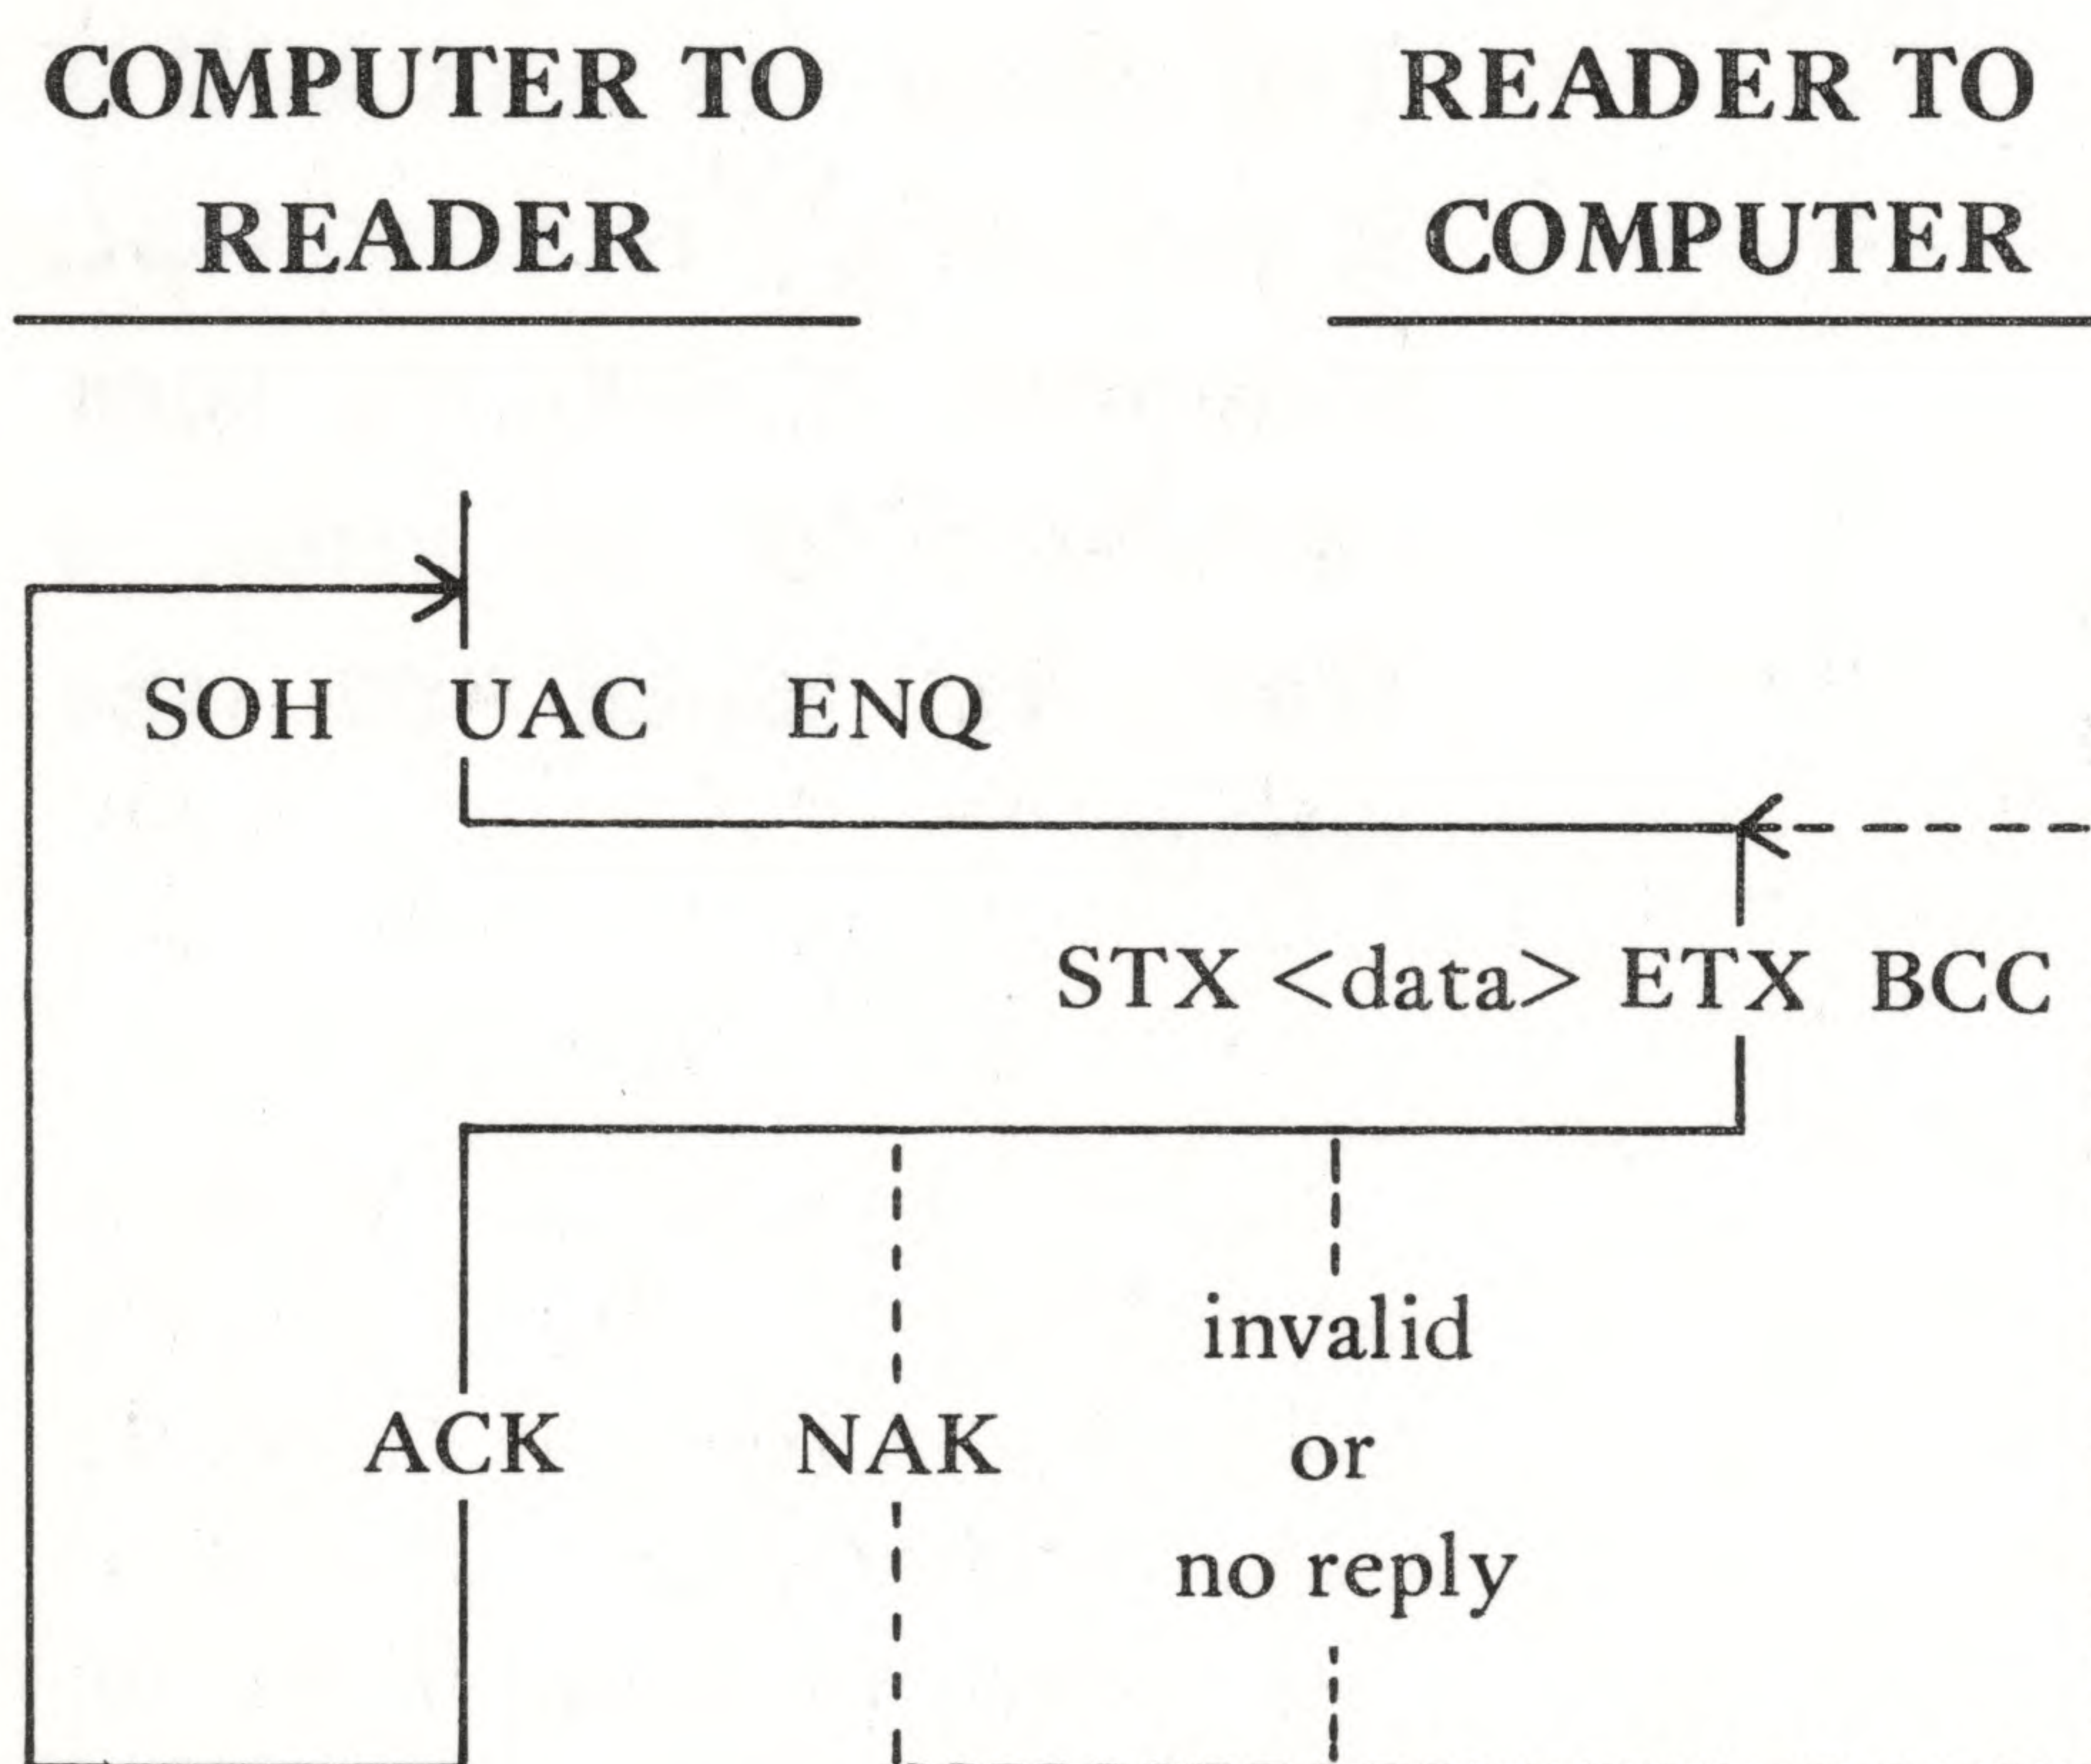 COMPUTER TO
READER
READER TO
COMPUTER
SOH UAC ENQ
STX <data> ETX BCC
ACK
NAK
invalid
or
no reply